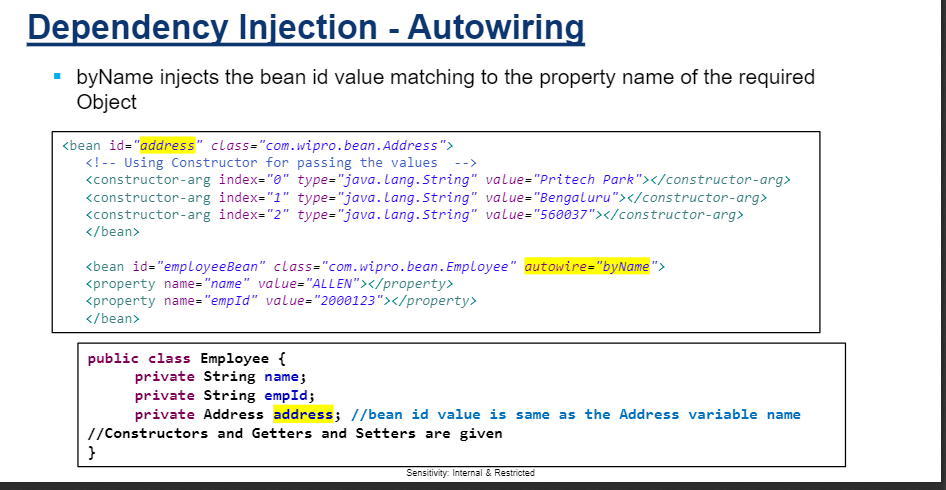 Dependency Injection - Autowiring
▪ byName injects the bean id value matching to the property name of the required
Object
<bean id="address" class="com.wipro.bean.Address">
<!-- Using Constructor for passing the values -->
<constructor-arg index="0" type="java.lang.String" value="Pritech Park"></constructor-arg>
<constructor-arg index="1" type="java.lang.String" value="Bengaluru"></constructor-arg>
<constructor-arg index="2" type="java.lang.String" value="560037"></constructor-arg>
</bean>
<bean id="employeeBean" class="com.wipro.bean.Employee" autowire="byName">
<property name="name" value="ALLEN"></property>
<property name="empId" value="2000123"></property>
</bean>
public class Employee {
private String name;
private String empId;
private Address address; //bean id value is same as the Address variable name
//Constructors and Getters and Setters are given
}
Sensitivity: Internal & Restricted